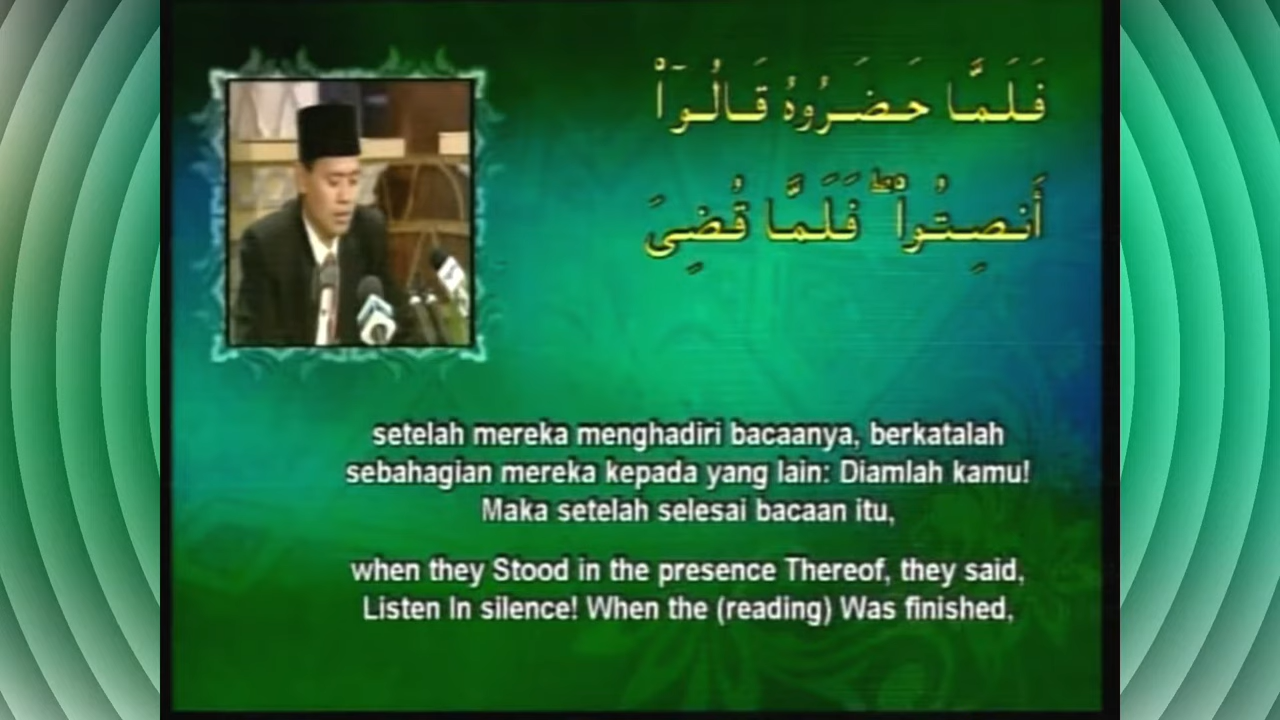 فَلَمَّا حَضَرُوهُ قَالُوٓا۟
أَنصِتُوا۟ ۖ فَلَمَّا قُضِىَ
setelah mereka menghadiri bacaanya, berkatalah
sebahagian mereka kepada yang lain: Diamlah kamu!
Maka setelah selesai bacaan itu,
when they Stood in the presence Thereof, they said,
Listen In silence! When the (reading) Was finished,